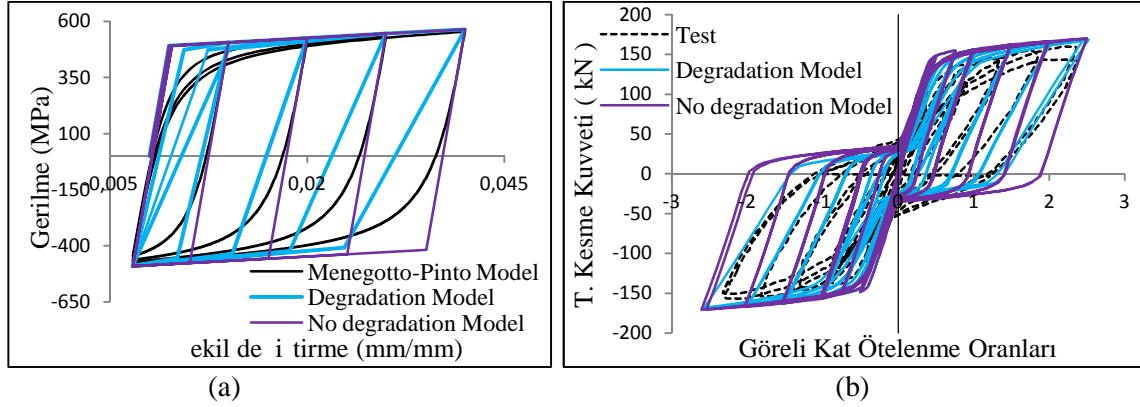 600
350
100
-150
-400
-650
0,005
0,02
0,045
Gerilme (MPa)
Menegotto-Pinto Model
Degradation Model
No degradation Model
ekil de i tirme (mm/mm)
(a)
200
150
100
50
0
-50
-100
-150
-200
-3
-2
-1
0
1
2
3
T. Kesme Kuvveti ( kN )
Test
Degradation Model
No degradation Model
Göreli Kat Ötelenme Oranları
(b)